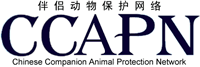 伴侣动物保护网络
CCAPN
Chinese Companion Animal Protection Network